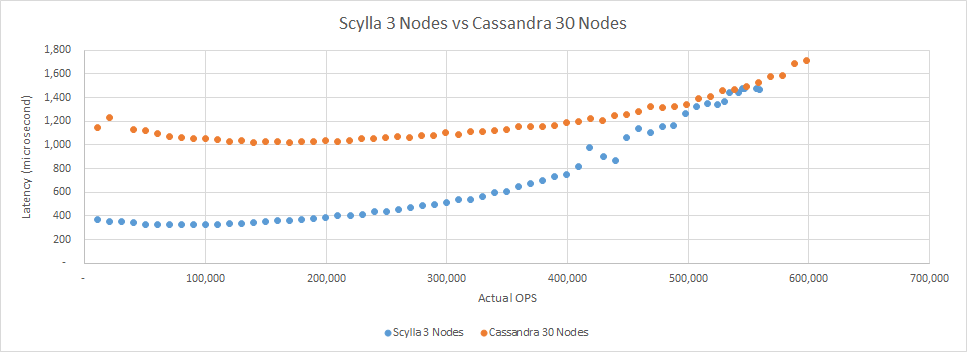 Scylla 3 Nodes vs Cassandra 30 Nodes
1,800
1,600
1,400
1,200
1,000
800
600
400
200
-
Latency (microsecond)
- 100,000 200,000 300,000 400,000 500,000 600,000 700,000
Actual OPS
Scylla 3 Nodes Cassandra 30 Nodes